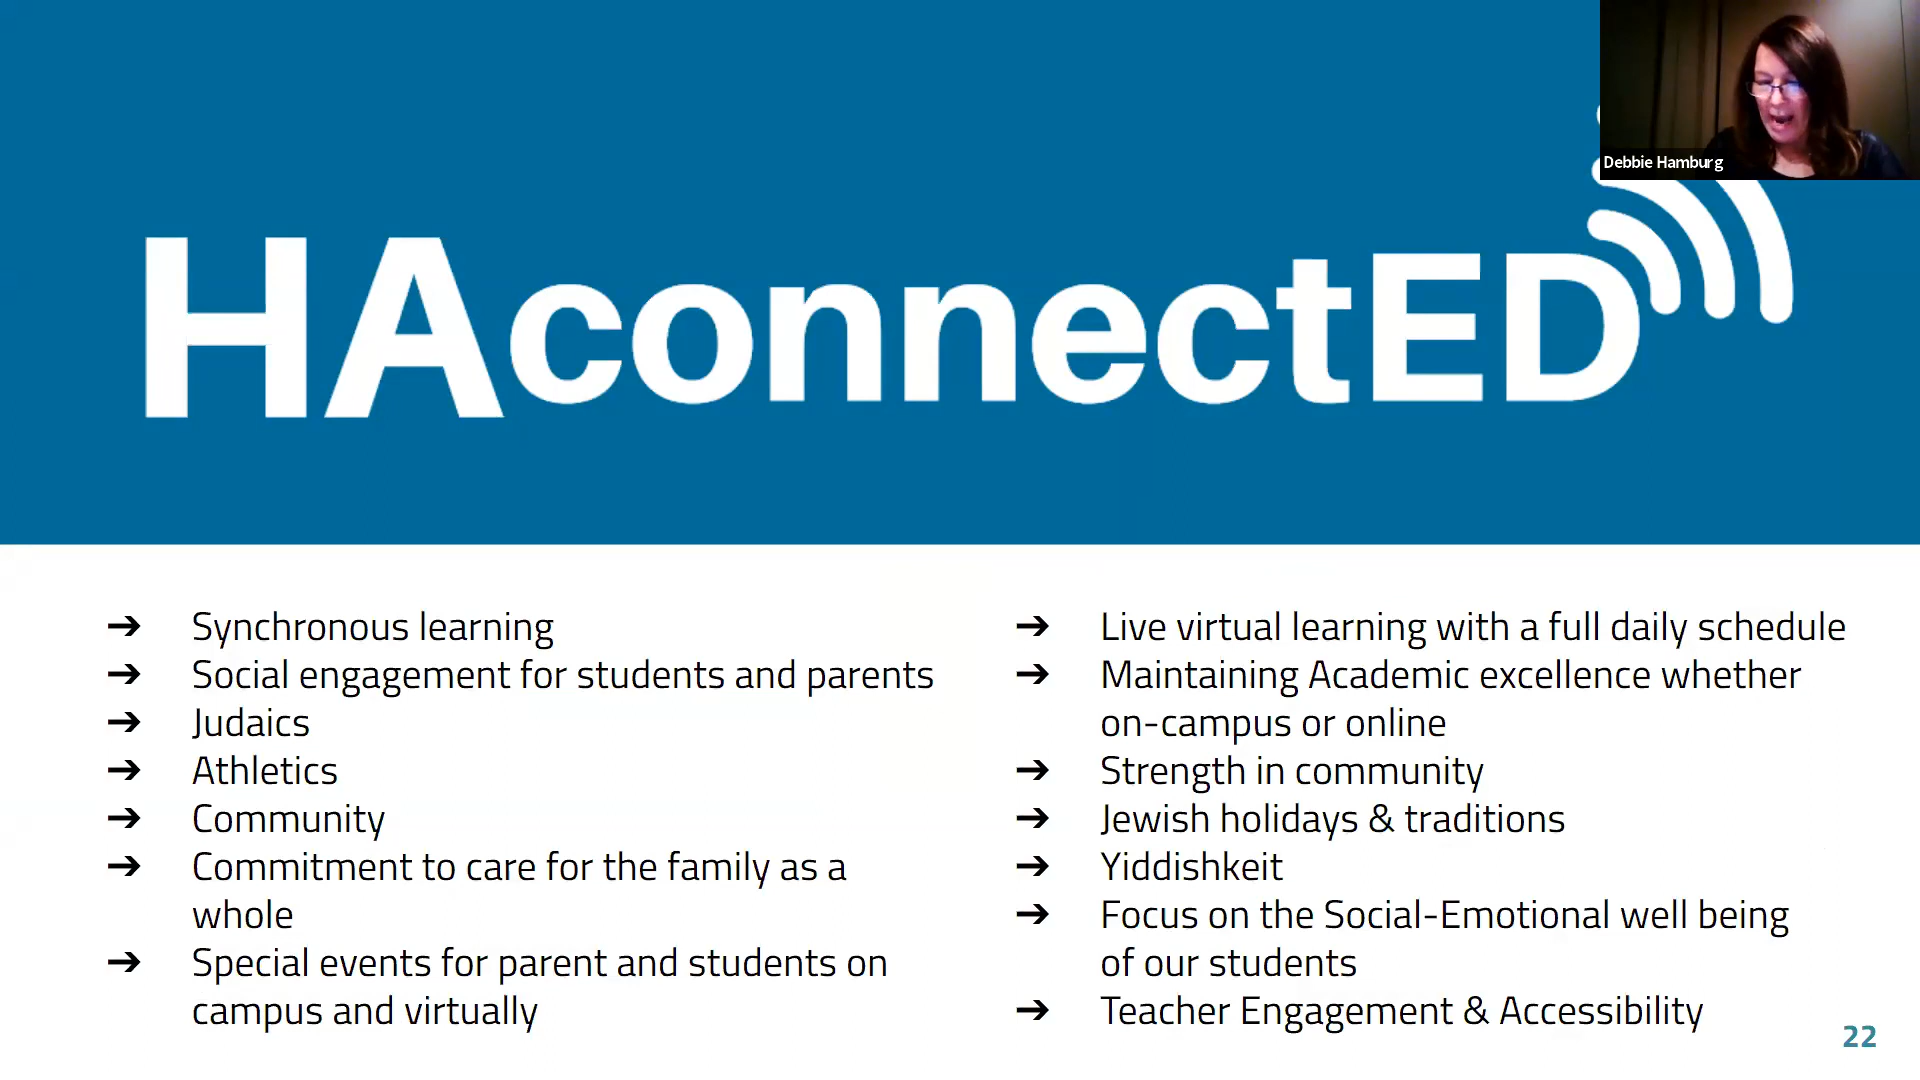 Debbie Hamburg
HAconnectED
➔ Synchronous learning
➔ Social engagement for students and parents
➔ Judaics
➔ Athletics
➔ Community
➔ Commitment to care for the family as a
whole
➔ Special events for parent and students on
campus and virtually
➔ Live virtual learning with a full daily schedule
➔ Maintaining Academic excellence whether
on-campus or online
➔ Strength in community
➔ Jewish holidays & traditions
➔ Yiddishkeit
➔ Focus on the Social-Emotional well being
of our students
➔ Teacher Engagement & Accessibility
22